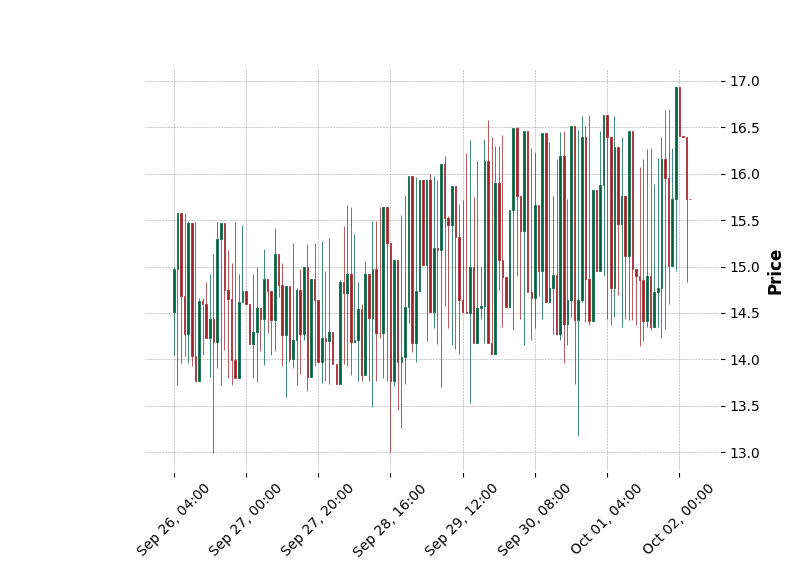 17.0
16.5
16.0
15.5
15.0
14.5
14.0
13.5
13.0
Price
Sep 26, 04:00
Sep 27, 00:00
Sep 27, 20:00
Sep 28, 16:00
Sep 29, 12:00
Sep 30, 08:00
Oct 01, 04:00
Oct 02, 00:00